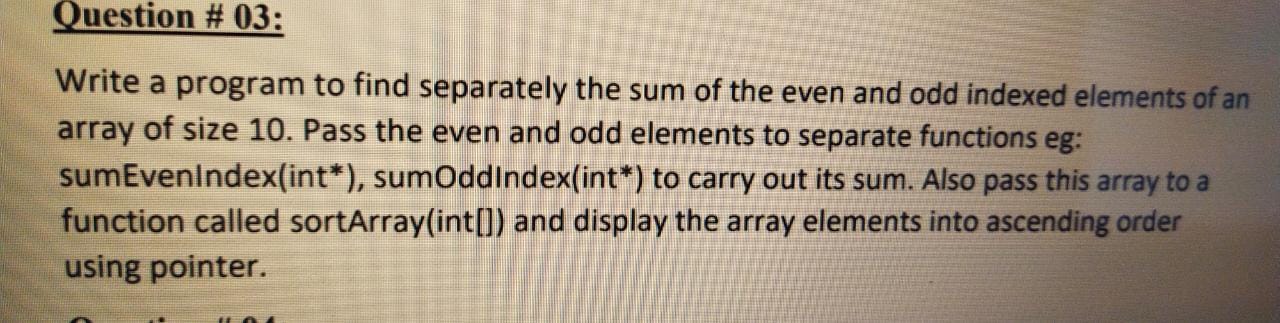 Question # 03:
Write a program to find separately the sum of the even and odd indexed elements of an
array of size 10. Pass the even and odd elements to separate functions eg:
sumEvenIndex(int*), sumOddIndex(int*) to carry out its sum. Also pass this array to a
function called sortArray(int[]) and display the array elements into ascending order
using pointer.